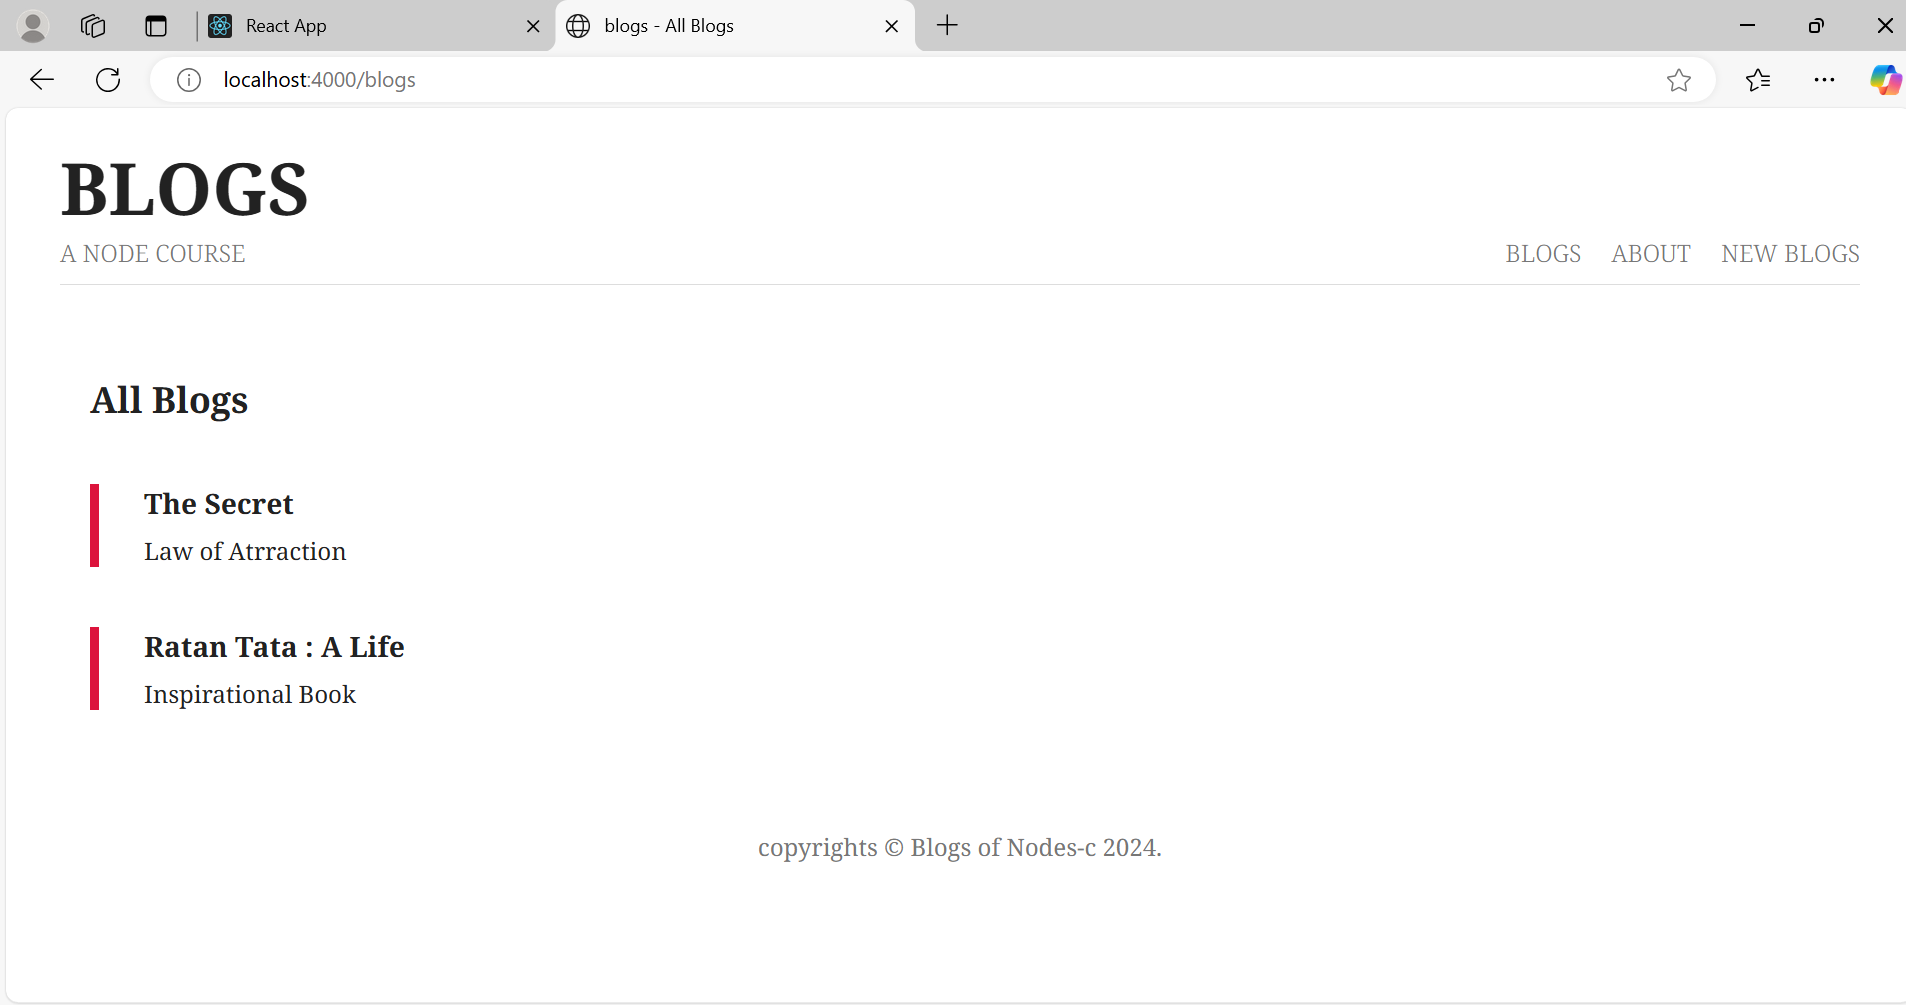 React App
blogs - All Blogs
localhost:4000/blogs
BLOGS
A NODE COURSE
BLOGS ABOUT NEW BLOGS
All Blogs
The Secret
Law of Atrraction
Ratan Tata : A Life
Inspirational Book
copyrights © Blogs of Nodes-c 2024.